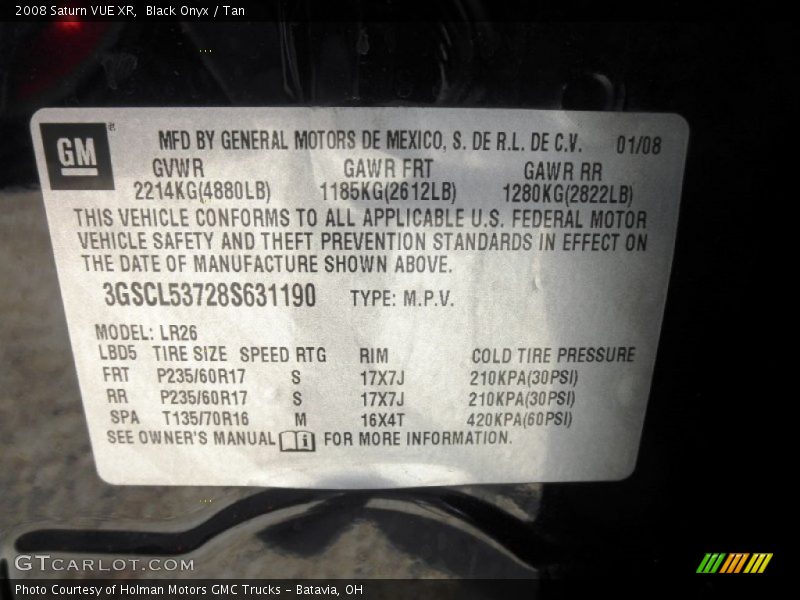 2008 Saturn VUE XR, Black Onyx / Tan
GM ®
MFD BY GENERAL MOTORS DE MEXICO, S. DE R.L. DE C.V. 01/08
GVWR GAWR FRT GAWR RR
2214KG(4880LB) 1185KG(2612LB) 1280KG(2822LB)
THIS VEHICLE CONFORMS TO ALL APPLICABLE U.S. FEDERAL MOTOR
VEHICLE SAFETY AND THEFT PREVENTION STANDARDS IN EFFECT ON
THE DATE OF MANUFACTURE SHOWN ABOVE.
3GSCL53728S631190 TYPE: M.P.V.
MODEL: LR26
LBD5 TIRE SIZE SPEED RTG RIM COLD TIRE PRESSURE
FRT P235/60R17 S 17X7J 210KPA(30PSI)
RR P235/60R17 S 17X7J 210KPA(30PSI)
SPA T135/70R16 M 16X4T 420KPA(60PSI)
SEE OWNER'S MANUAL i FOR MORE INFORMATION.
GTCARLOT.COM
Photo Courtesy of Holman Motors GMC Trucks - Batavia, OH